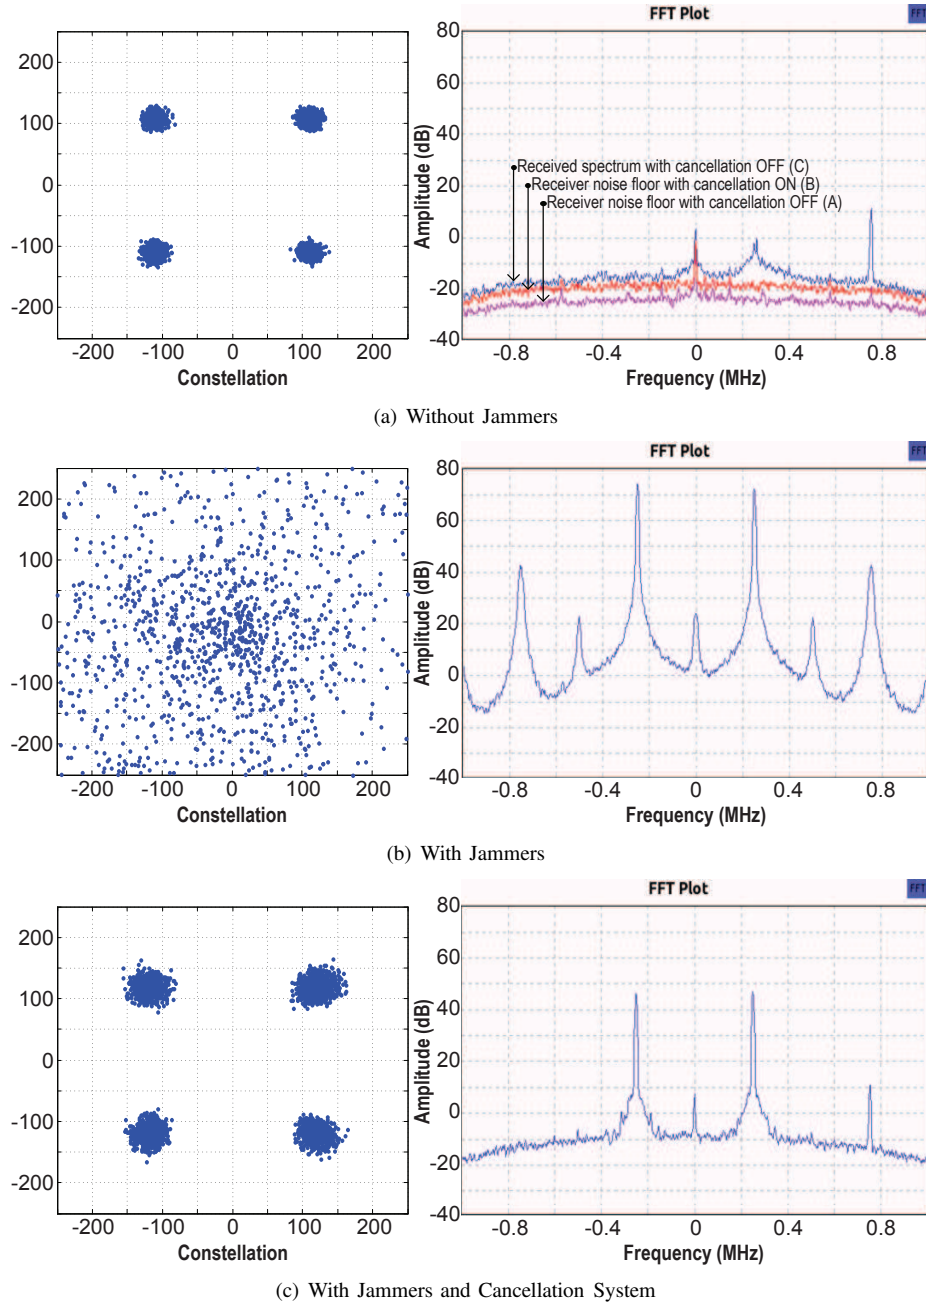 FFT Plot
FFT
200
100
0
-100
-200
-200 -100 0 100 200
Constellation
Amplitude (dB)
80
60
40
20
0
-20
-40
Received spectrum with cancellation OFF (C)
Receiver noise floor with cancellation ON (B)
Receiver noise floor with cancellation OFF (A)
-0.8 -0.4 0 0.4 0.8
Frequency (MHz)
(a) Without Jammers
FFT Plot
FFT
200
100
0
-100
-200
-200 -100 0 100 200
Constellation
Amplitude (dB)
80
60
40
20
0
-20
-40
-0.8 -0.4 0 0.4 0.8
Frequency (MHz)
(b) With Jammers
FFT Plot
FFT
200
100
0
-100
-200
-200 -100 0 100 200
Constellation
Amplitude (dB)
80
60
40
20
0
-20
-40
-0.8 -0.4 0 0.4 0.8
Frequency (MHz)
(c) With Jammers and Cancellation System